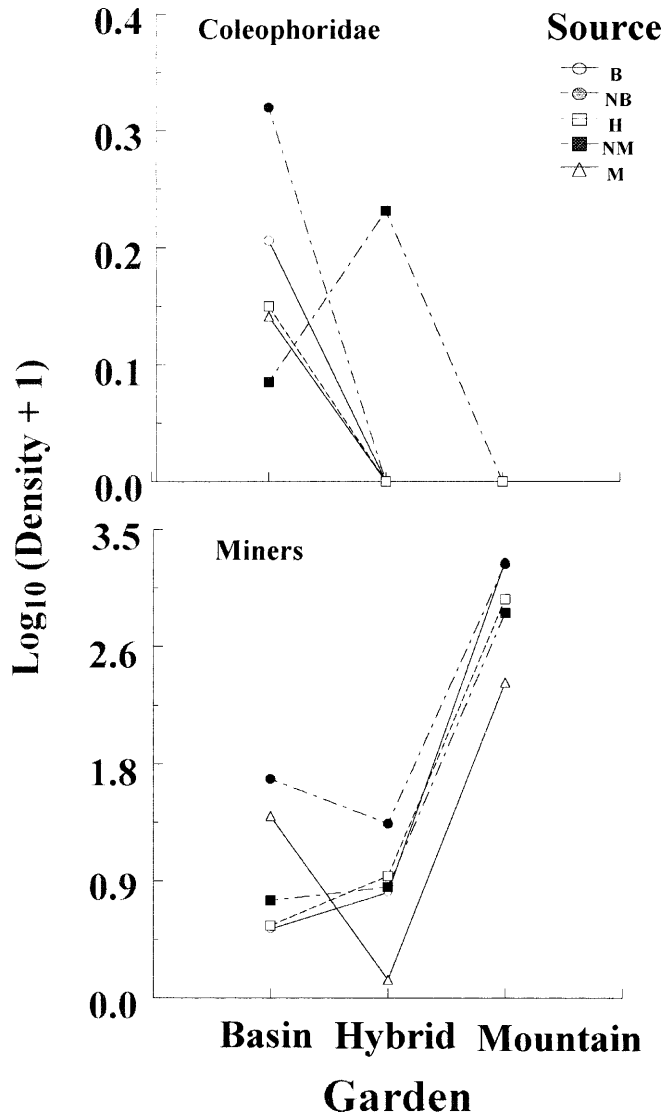 Coleophoridae
Source
B
NB
H
NM
M
0.4
0.3
0.2
0.1
0.0
Log10 (Density + 1)
Miners
3.5
2.6
1.8
0.9
0.0
Basin Hybrid Mountain
Garden